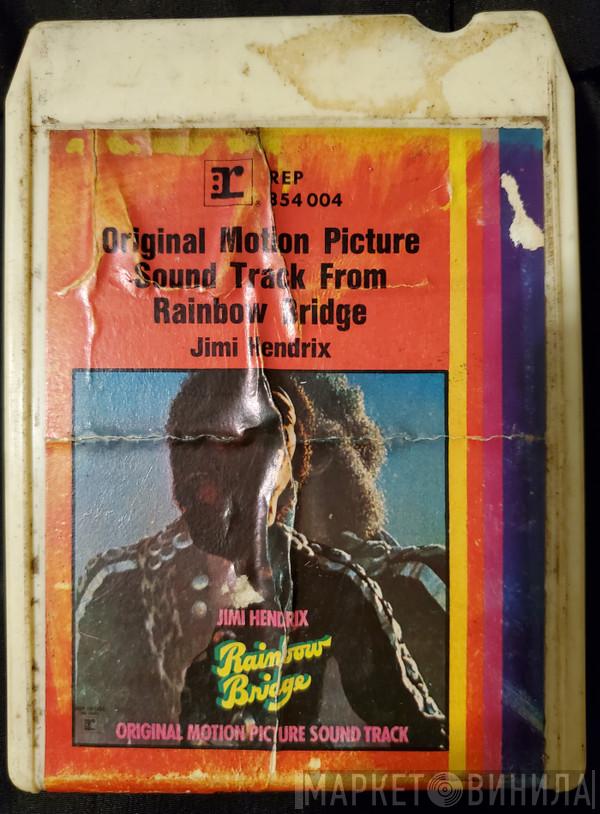 r
REP
854 004
Original Motion Picture
Sound Track From
Rainbow Bridge
Jimi Hendrix
JIMI HENDRIX
Rainbow
Bridge
r
ORIGINAL MOTION PICTURE SOUND TRACK
МАРКЕТ ВИНИЛА